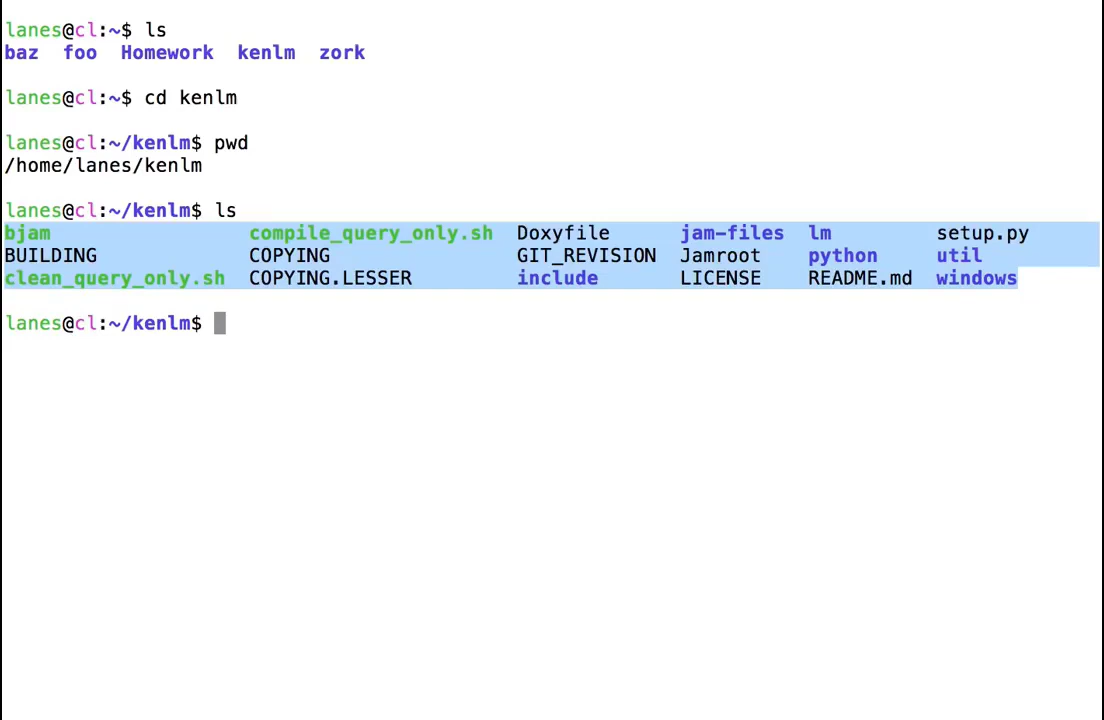 lanes@cl:~$ ls
baz  foo  Homework  kenlm  zork
lanes@cl:~$ cd kenlm
lanes@cl:~/kenlm$ pwd
/home/lanes/kenlm
lanes@cl:~/kenlm$ ls
bjam                 compile_query_only.sh  Doxyfile      jam-files  lm         setup.py
BUILDING             COPYING                GIT_REVISION  Jamroot    python     util
clean_query_only.sh  COPYING.LESSER         include       LICENSE    README.md  windows
lanes@cl:~/kenlm$